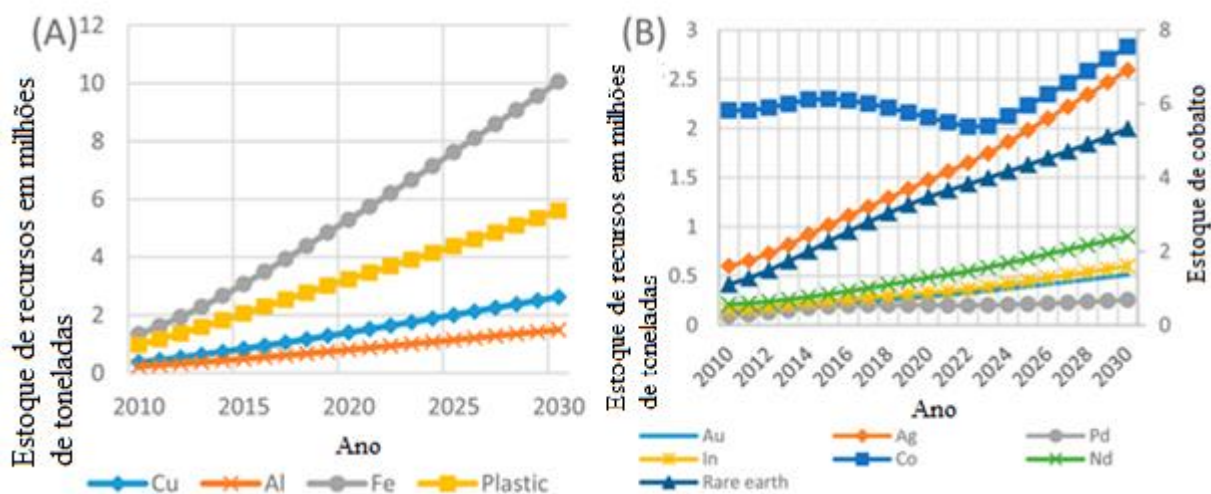 (A)
12
10
8
6
4
2
0
Estoque de recursos em milhões
de toneladas
2010 2015 2020 2025 2030
Ano
Cu Al Fe Plastic
(B)
3
2.5
2
1.5
1
0.5
0
Estoque de recursos em milhões
de toneladas
8
6
4
2
0
Estoque de cobalto
2010 2012 2014 2016 2018 2020 2022 2024 2026 2028 2030
Ano
Au Ag Pd
In Co Nd
Rare earth